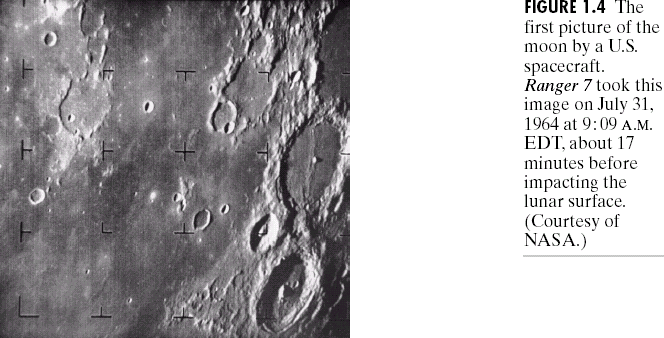 FIGURE 1.4 The
first picture of the
moon by a U.S.
spacecraft.
Ranger 7 took this
image on July 31,
1964 at 9:09 A.M.
EDT, about 17
minutes before
impacting the
lunar surface.
(Courtesy of
NASA.)